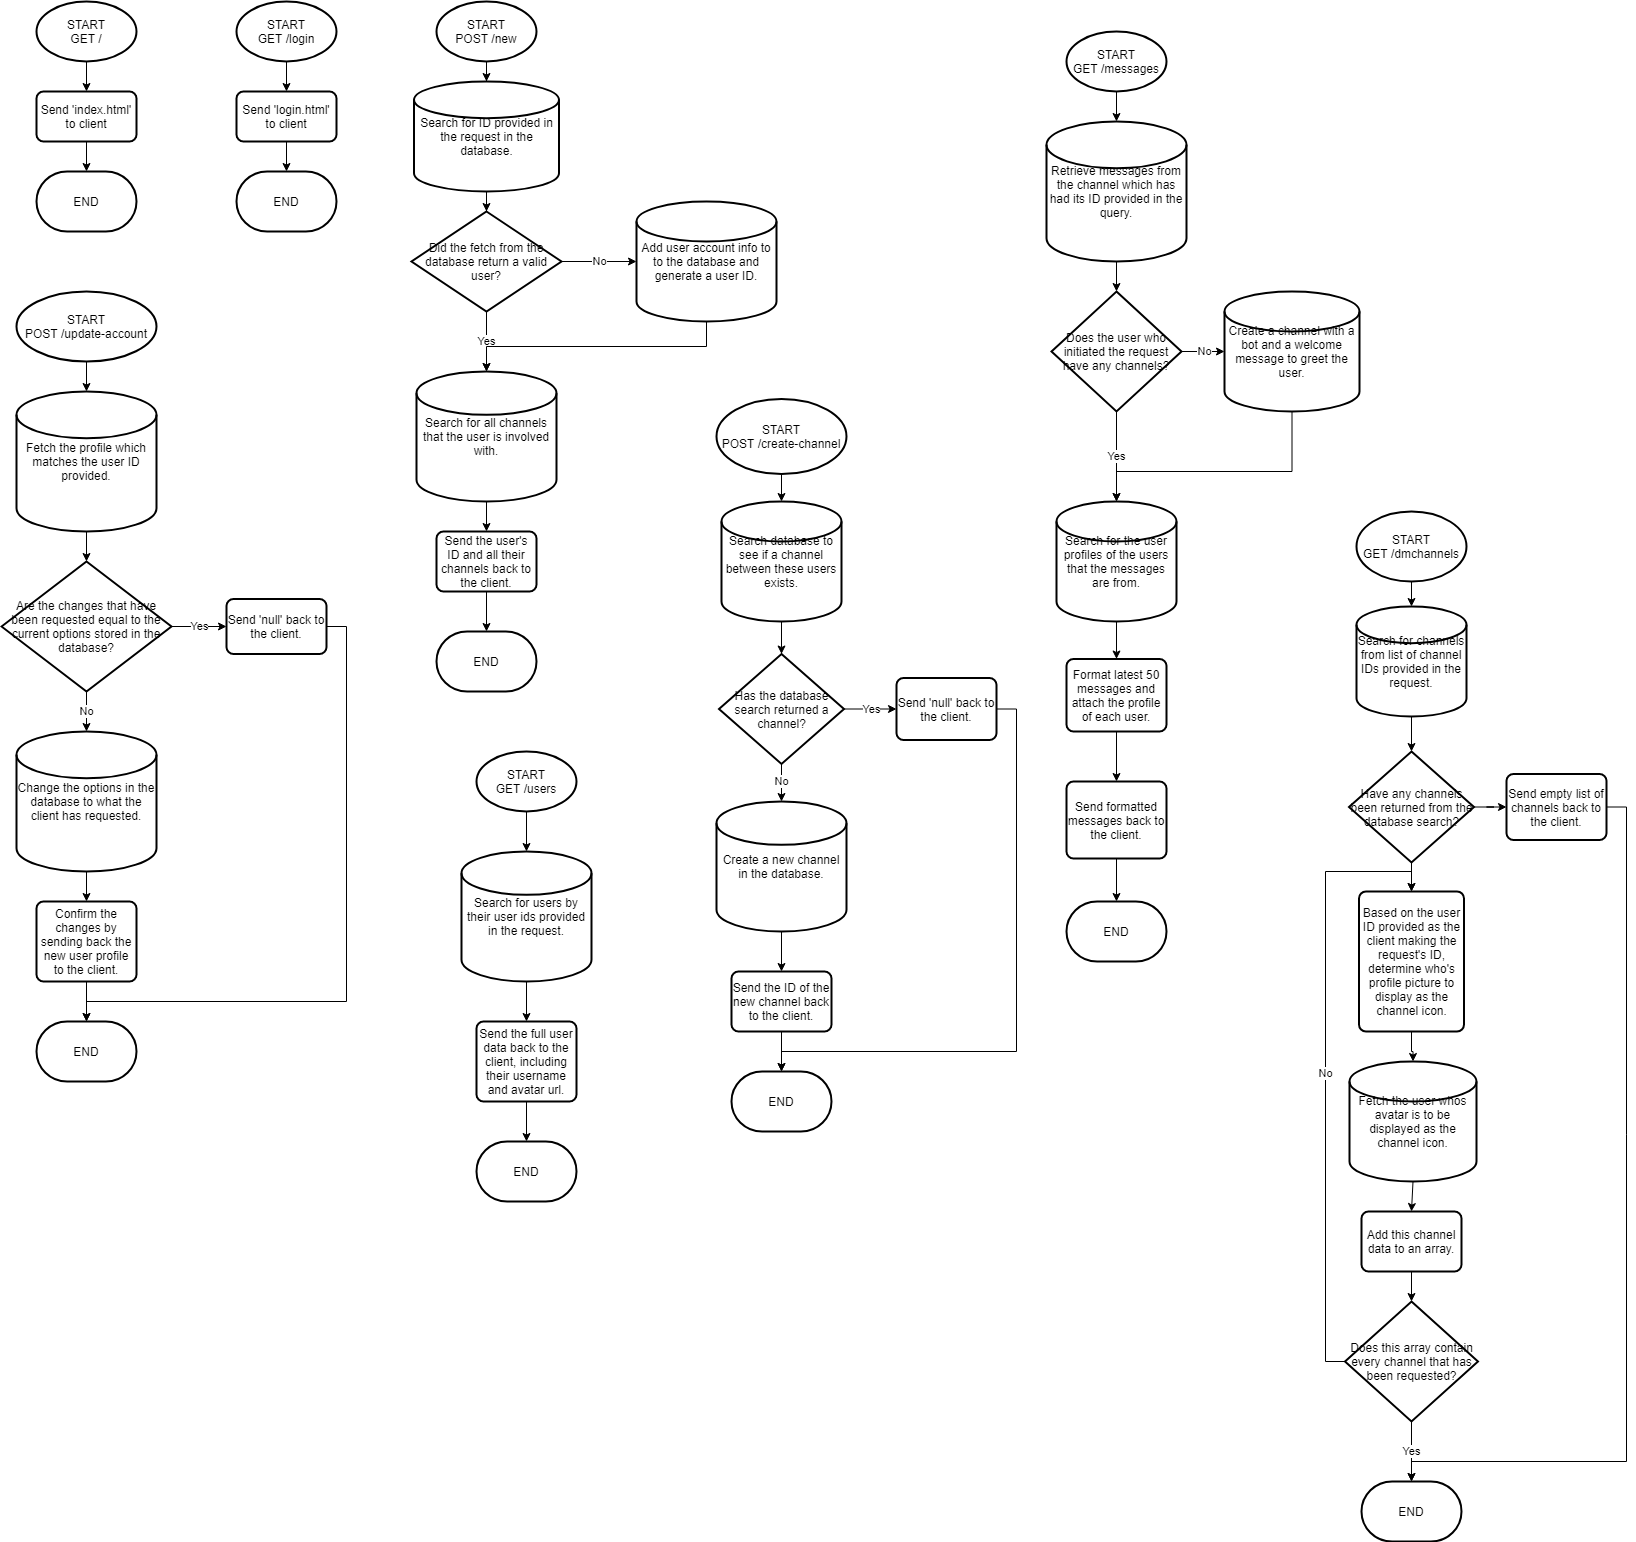 START
GET /
Send 'index.html'
to client
END
START
GET /login
Send 'login.html'
to client
END
START
POST /new
Search for ID provided in
the request in the
database.
Did the fetch from the
database return a valid
user?
No
Add user account info to
to the database and
generate a user ID.
Yes
Search for all channels
that the user is involved
with.
Send the user's
ID and all their
channels back to
the client.
END
START
POST /update-account
Fetch the profile which
matches the user ID
provided.
Are the changes that have
been requested equal to the
current options stored in the
database?
Yes
Send 'null' back to
the client.
No
Change the options in the
database to what the
client has requested.
Confirm the
changes by
sending back the
new user profile
to the client.
END
START
GET /users
Search for users by
their user ids provided
in the request.
Send the full user
data back to the
client, including
their username
and avatar url.
END
START
POST /create-channel
Search database to
see if a channel
between these users
exists.
Has the database
search returned a
channel?
Yes
Send 'null' back to
the client.
No
Create a new channel
in the database.
Send the ID of the
new channel back
to the client.
END
START
GET /messages
Retrieve messages from
the channel which has
had its ID provided in the
query.
Does the user who
initiated the request
have any channels?
No
Create a channel with a
bot and a welcome
message to greet the
user.
Yes
Search for the user
profiles of the users
that the messages
are from.
Format latest 50
messages and
attach the profile
of each user.
Send formatted
messages back to
the client.
END
START
GET /dmchannels
Search for channels
from list of channel
IDs provided in the
request.
Have any channels
been returned from the
database search?
Send empty list of
channels back to
the client.
Based on the user
ID provided as the
client making the
request's ID,
determine who's
profile picture to
display as the
channel icon.
No
Fetch the user whos
avatar is to be
displayed as the
channel icon.
Add this channel
data to an array.
Does this array contain
every channel that has
been requested?
Yes
END